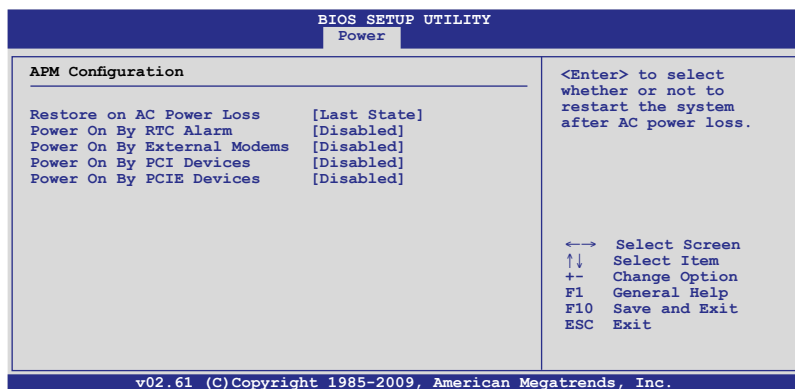 BIOS SETUP UTILITY
Power
APM Configuration
Restore on AC Power Loss [Last State]
Power On By RTC Alarm [Disabled]
Power On By External Modems [Disabled]
Power On By PCI Devices [Disabled]
Power On By PCIE Devices [Disabled]
<Enter> to select
whether or not to
restart the system
after AC power loss.
←→ Select Screen
↑↓ Select Item
+- Change Option
F1 General Help
F10 Save and Exit
ESC Exit
v02.61 (C)Copyright 1985-2009, American Megatrends, Inc.